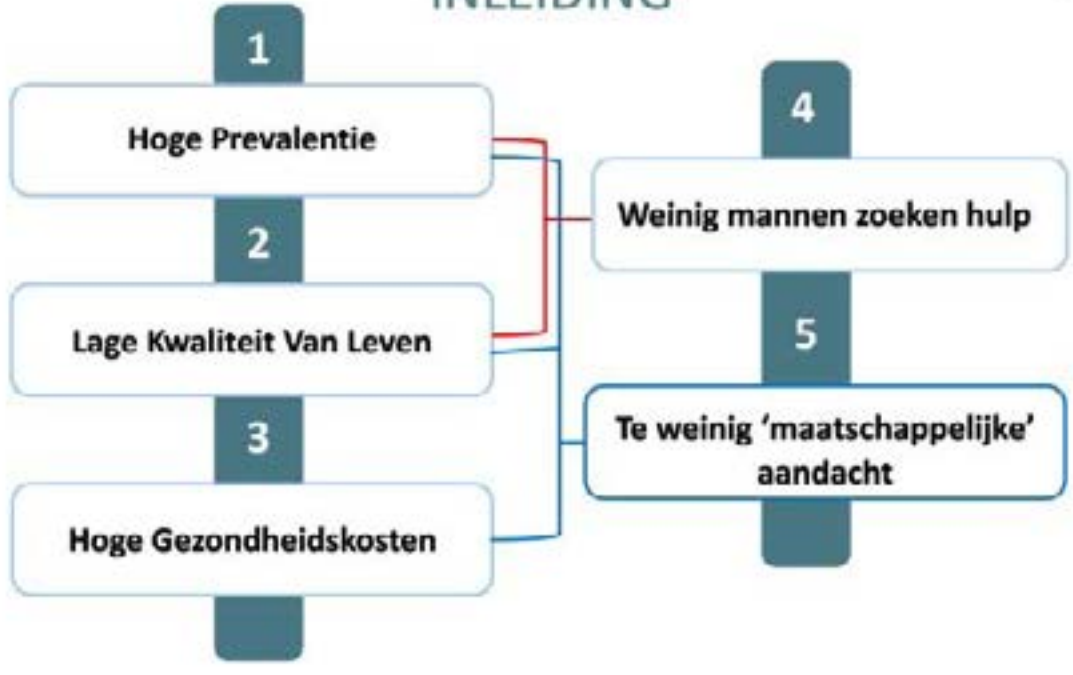 INLEIDING
1
Hoge Prevalentie
2
Lage Kwaliteit Van Leven
3
Hoge Gezondheidskosten
4
Weinig mannen zoeken hulp
5
Te weinig ‘maatschappelijke’
aandacht